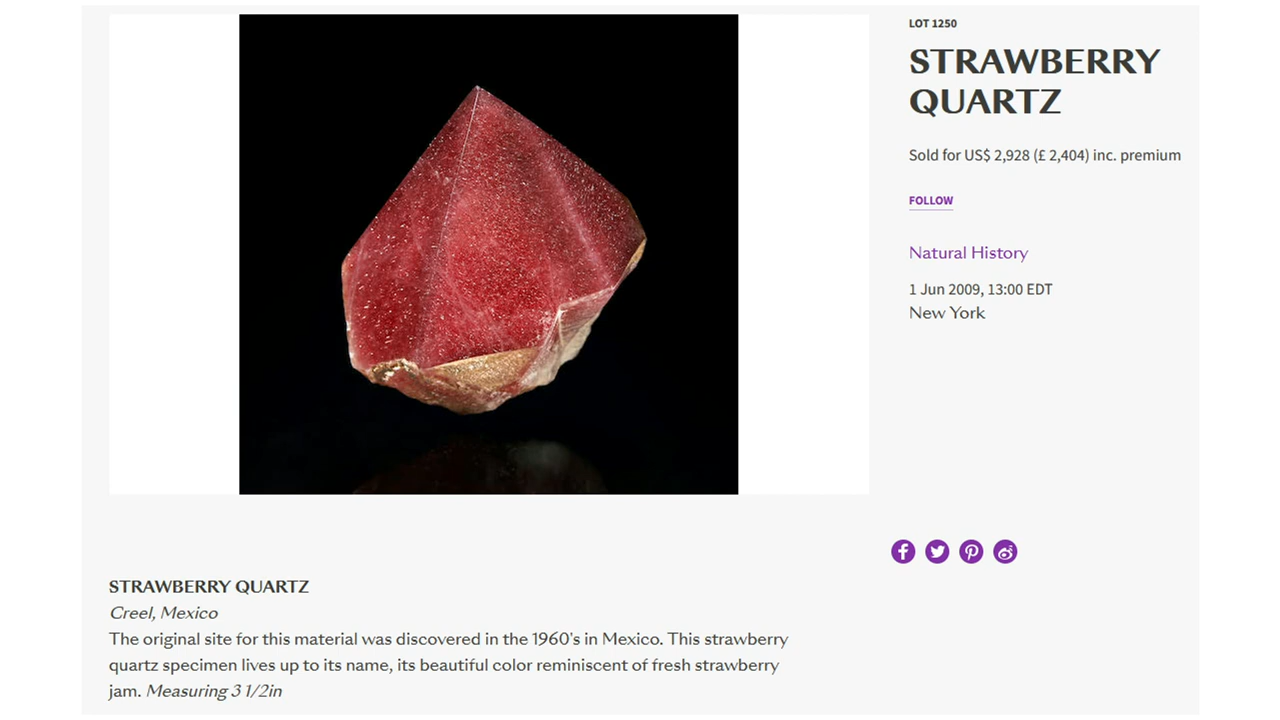 LOT 1250
STRAWBERRY
QUARTZ
Sold for US$ 2,928 (£ 2,404) inc. premium
FOLLOW
Natural History
1 Jun 2009, 13:00 EDT
New York
STRAWBERRY QUARTZ
Creel, Mexico
The original site for this material was discovered in the 1960's in Mexico. This strawberry
quartz specimen lives up to its name, its beautiful color reminiscent of fresh strawberry
jam. Measuring 3 1/2in